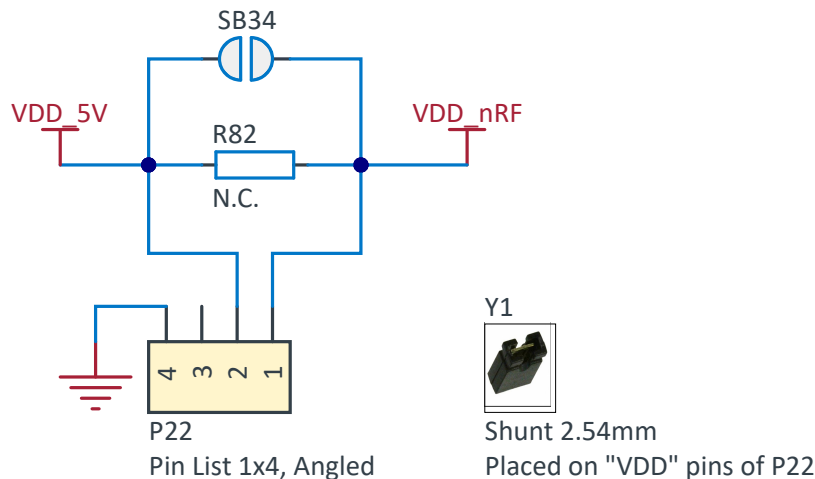 SB34
VDD_5V
VDD_nRF
R82
N.C.
4 3 2 1
Y1
P22
Pin List 1x4, Angled
Shunt 2.54mm
Placed on "VDD" pins of P22